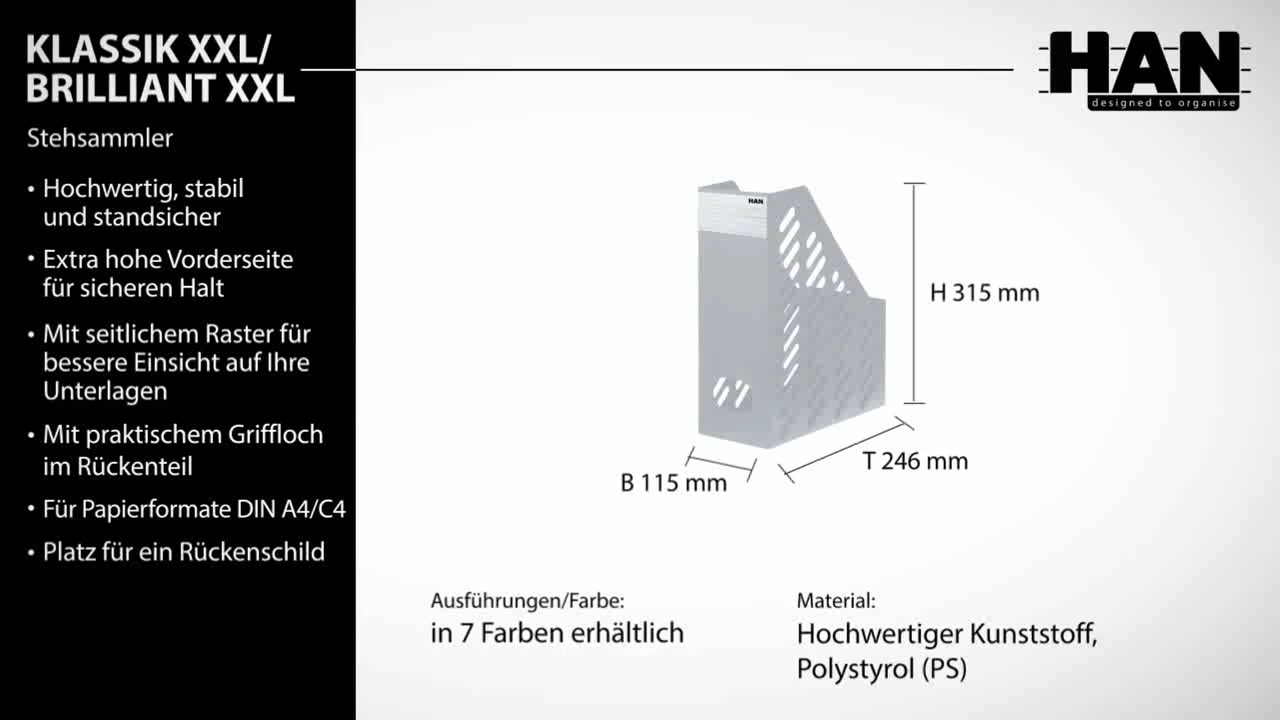 KLASSIK XXL/
BRILLIANT XXL
Stehsammler
• Hochwertig, stabil
und standsicher
• Extra hohe Vorderseite
für sicheren Halt
• Mit seitlichem Raster für
bessere Einsicht auf Ihre
Unterlagen
• Mit praktischem Griffloch
im Rückenteil
• Für Papierformate DIN A4/C4
• Platz für ein Rückenschild
HAN
designed to organise
HAN
H 315 mm
T 246 mm
B 115 mm
Ausführungen/Farbe:
in 7 Farben erhältlich
Material:
Hochwertiger Kunststoff,
Polystyrol (PS)